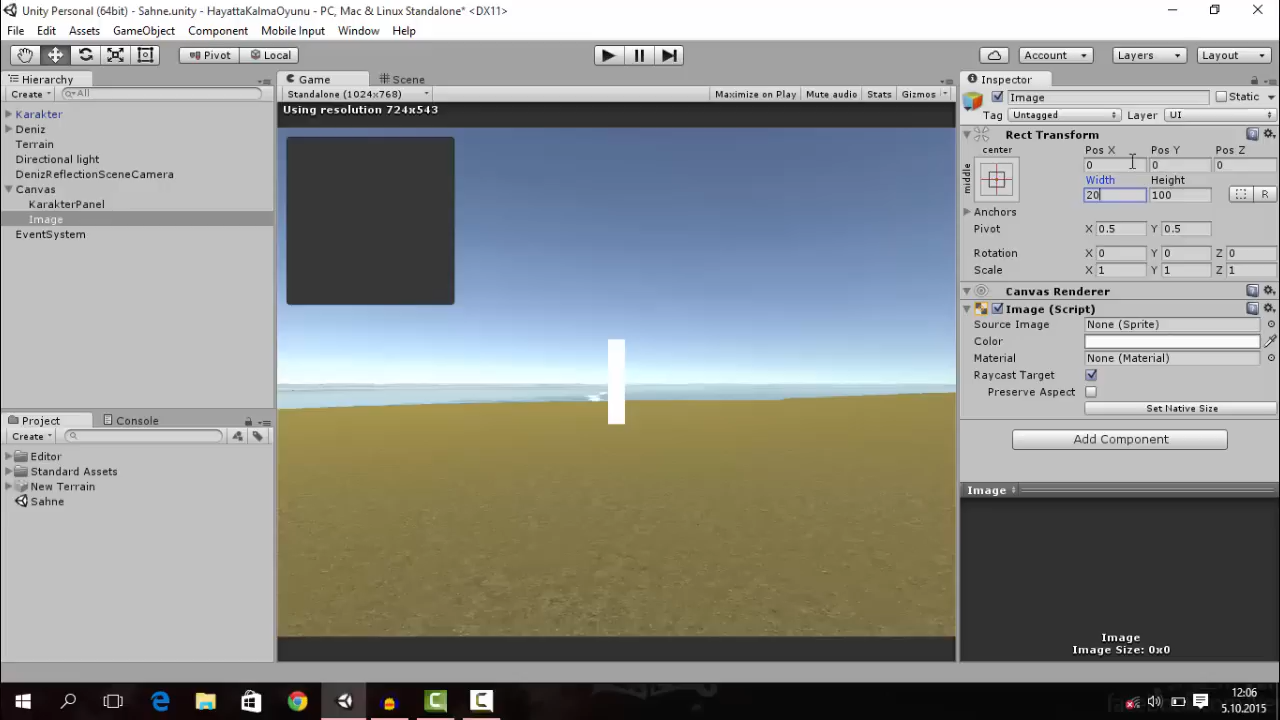 Unity Personal (64bit) - Sahne.unity - HayattaKalmaOyunu - PC, Mac & Linux Standalone* <DX11>
File Edit Assets GameObject Component Mobile Input Window Help
Pivot Local Account Layers Layout
Hierarchy
Create All
Karakter
Deniz
Terrain
Directional light
DenizReflectionSceneCamera
Canvas
KarakterPanel
Image
EventSystem
Project Console
Create
Editor
Standard Assets
New Terrain
Sahne
Game Scene
Standalone (1024x768) Maximize on Play Mute audio Stats Gizmos
Using resolution 724x543
Inspector
Image Static
Tag Untagged Layer UI
Rect Transform
center Pos X Pos Y Pos Z
middle 0 0 0
Width Height
20 100 R
Anchors
Pivot X 0.5 Y 0.5
Rotation X 0 Y 0 Z 0
Scale X 1 Y 1 Z 1
Canvas Renderer
Image (Script)
Source Image None (Sprite)
Color
Material None (Material)
Raycast Target
Preserve Aspect
Set Native Size
Add Component
Image
Image
Image Size: 0x0
12:06
5.10.2015